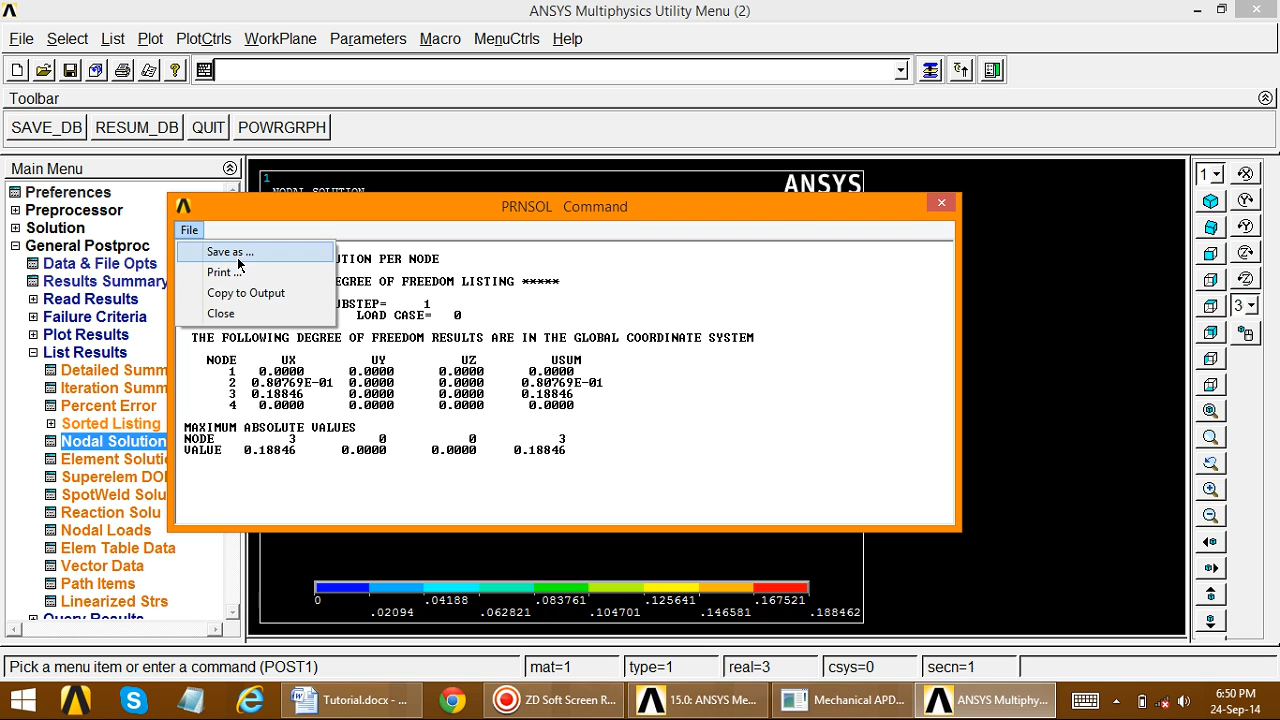 ANSYS Multiphysics Utility Menu (2)
File Select List Plot PlotCtrls WorkPlane Parameters Macro MenuCtrls Help
Toolbar
SAVE_DB RESUM_DB QUIT POWRGRPH
Main Menu
Preferences
Preprocessor
Solution
General Postproc
Data & File Opts
Results Summary
Read Results
Failure Criteria
Plot Results
List Results
Detailed Summ
Iteration Summ
Percent Error
Sorted Listing
Nodal Solution
Element Soluti
Superelem DO
SpotWeld Solu
Reaction Solu
Nodal Loads
Elem Table Data
Vector Data
Path Items
Linearized Strs
Query Results
1
NODAL SOLUTION
ANSYS
PRNSOL Command
File
Save as ...
Print ...
Copy to Output
Close
UTION PER NODE
EGREE OF FREEDOM LISTING *****
UBSTEP= 1
LOAD CASE= 0
THE FOLLOWING DEGREE OF FREEDOM RESULTS ARE IN THE GLOBAL COORDINATE SYSTEM
NODE UX UY UZ USUM
1 0.0000 0.0000 0.0000 0.0000
2 0.80769E-01 0.0000 0.0000 0.80769E-01
3 0.18846 0.0000 0.0000 0.18846
4 0.0000 0.0000 0.0000 0.0000
MAXIMUM ABSOLUTE VALUES
NODE 3 0 0 3
VALUE 0.18846 0.0000 0.0000 0.18846
0 .04188 .083761 .125641 .167521
.02094 .062821 .104701 .146581 .188462
1
3
Pick a menu item or enter a command (POST1) mat=1 type=1 real=3 csys=0 secn=1
Tutorial.docx - ... ZD Soft Screen R... 15.0: ANSYS Me... Mechanical APD... ANSYS Multiphy...
6:50 PM
24-Sep-14